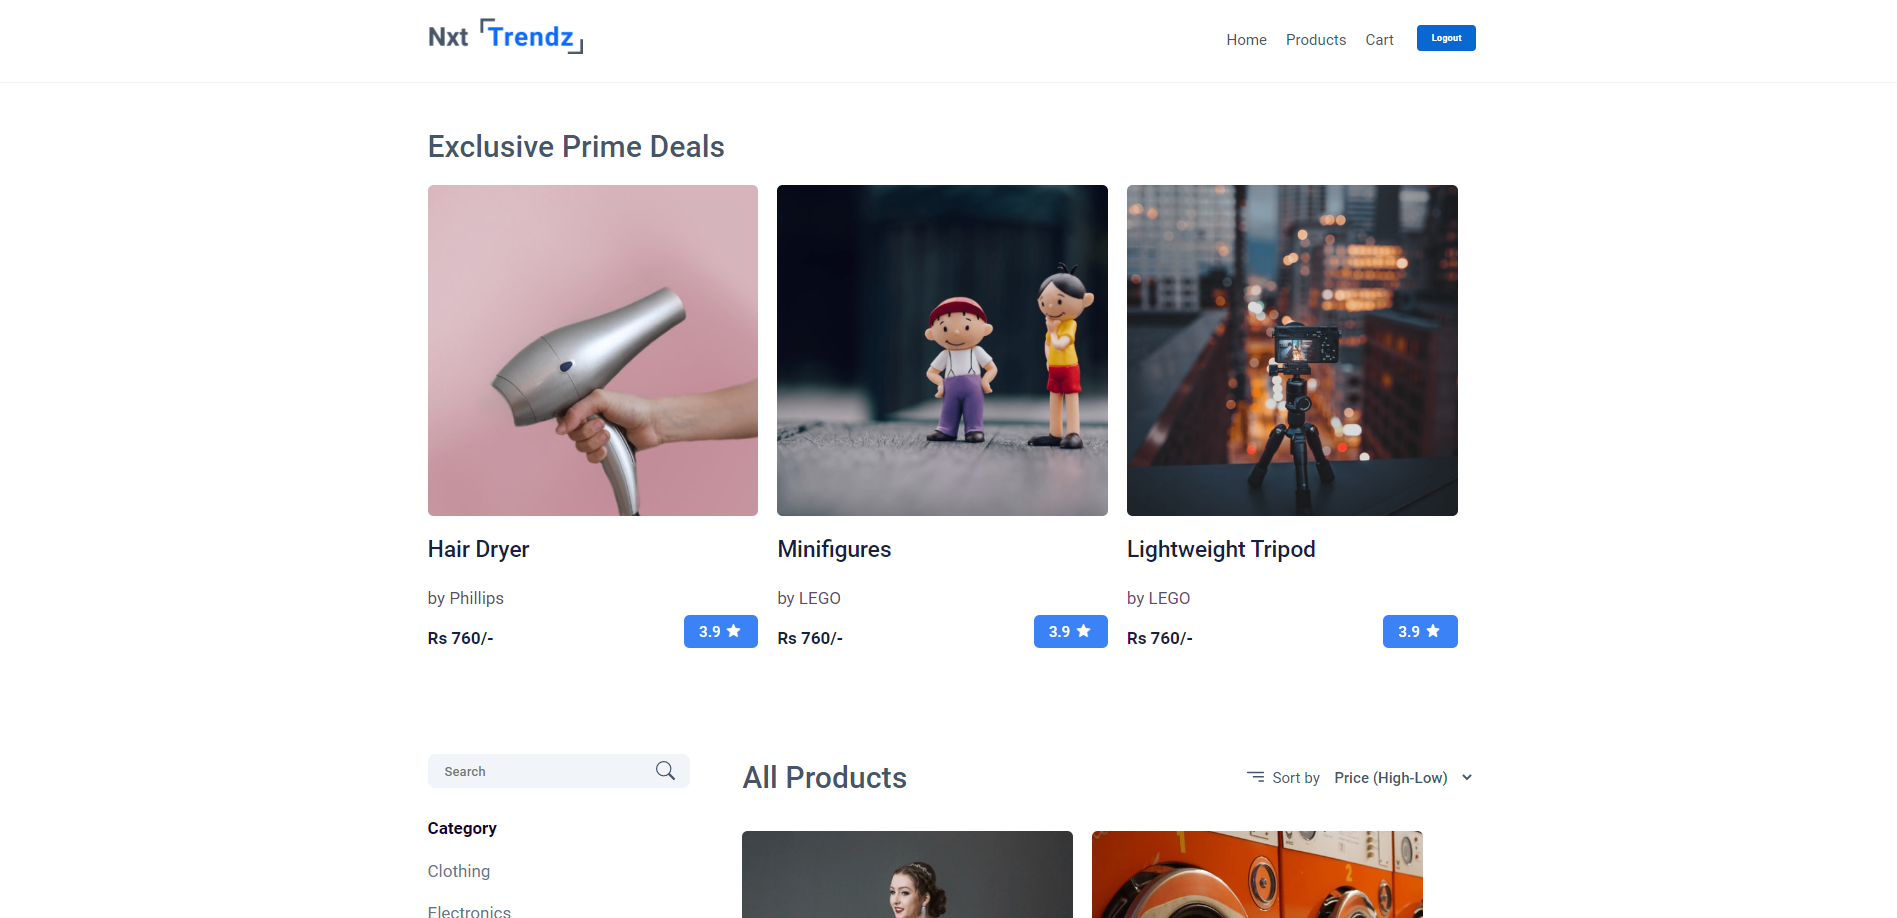 Nxt Trendz
Home Products Cart Logout
Exclusive Prime Deals
Hair Dryer
by Phillips
Rs 760/-
3.9
Minifigures
by LEGO
Rs 760/-
3.9
Lightweight Tripod
by LEGO
Rs 760/-
3.9
Search
Category
Clothing
Electronics
All Products
Sort by Price (High-Low)
1
2